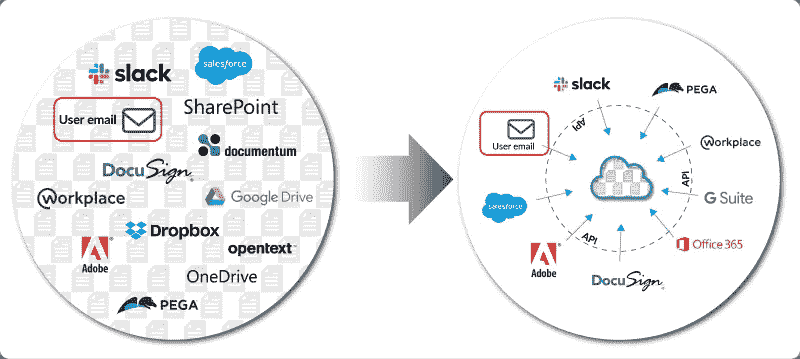 slack
salesforce
User email
SharePoint
documentum
DocuSign
workplace
Google Drive
Dropbox
Adobe
opentext™
OneDrive
PEGA
slack
PEGA
User email
API
workplace
API
salesforce
G Suite
Office 365
API
Adobe
DocuSign